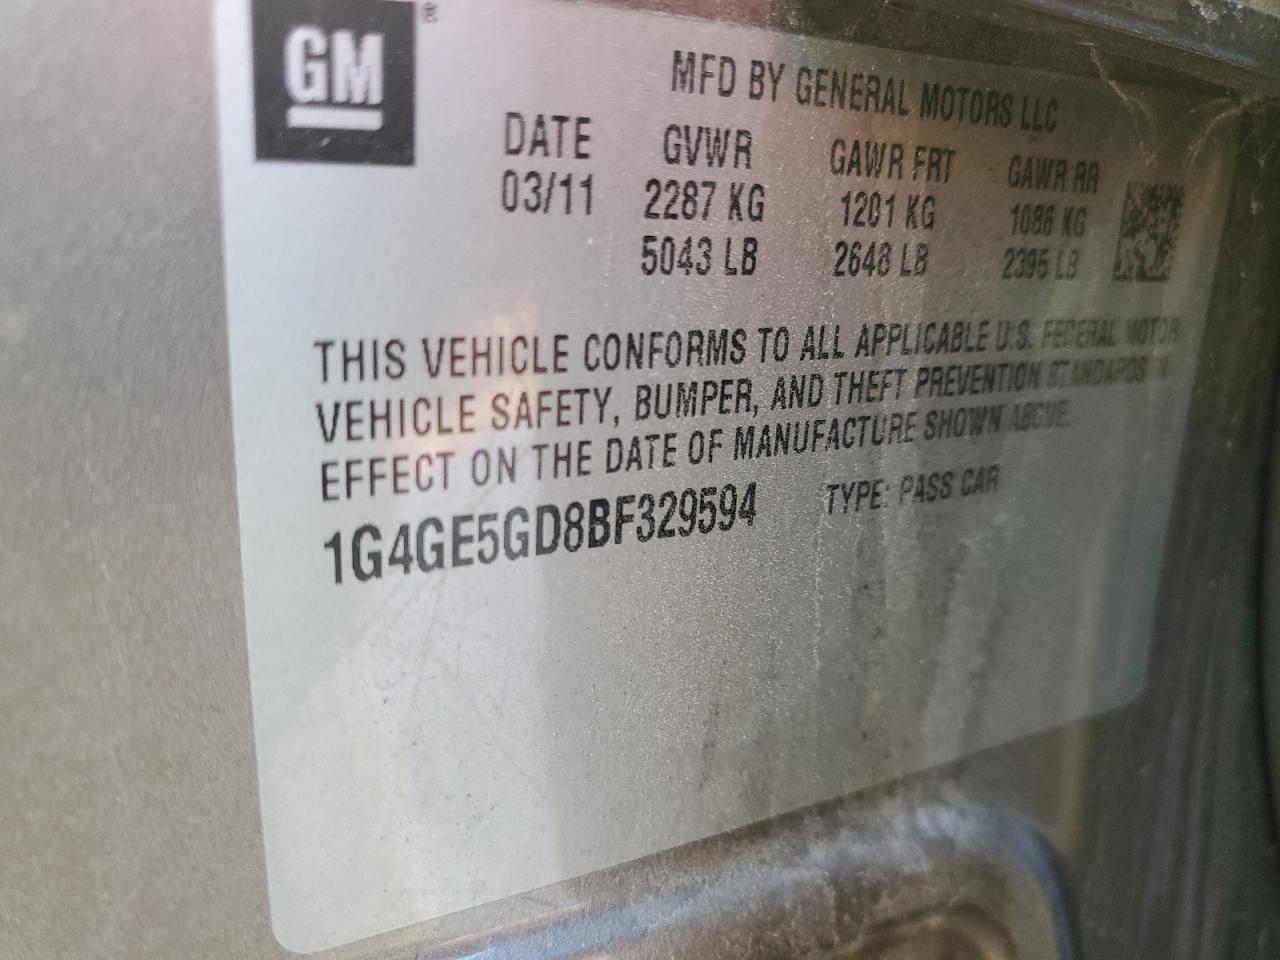 GM®
MFD BY GENERAL MOTORS LLC
DATE GVWR GAWR FRT GAWR RR
03/11 2287 KG 1201 KG 1086 KG
5043 LB 2648 LB 2395 LB
THIS VEHICLE CONFORMS TO ALL APPLICABLE U.S. FEDERAL MOTOR
VEHICLE SAFETY, BUMPER, AND THEFT PREVENTION STANDARDS IN
EFFECT ON THE DATE OF MANUFACTURE SHOWN ABOVE.
1G4GE5GD8BF329594 TYPE: PASS CAR